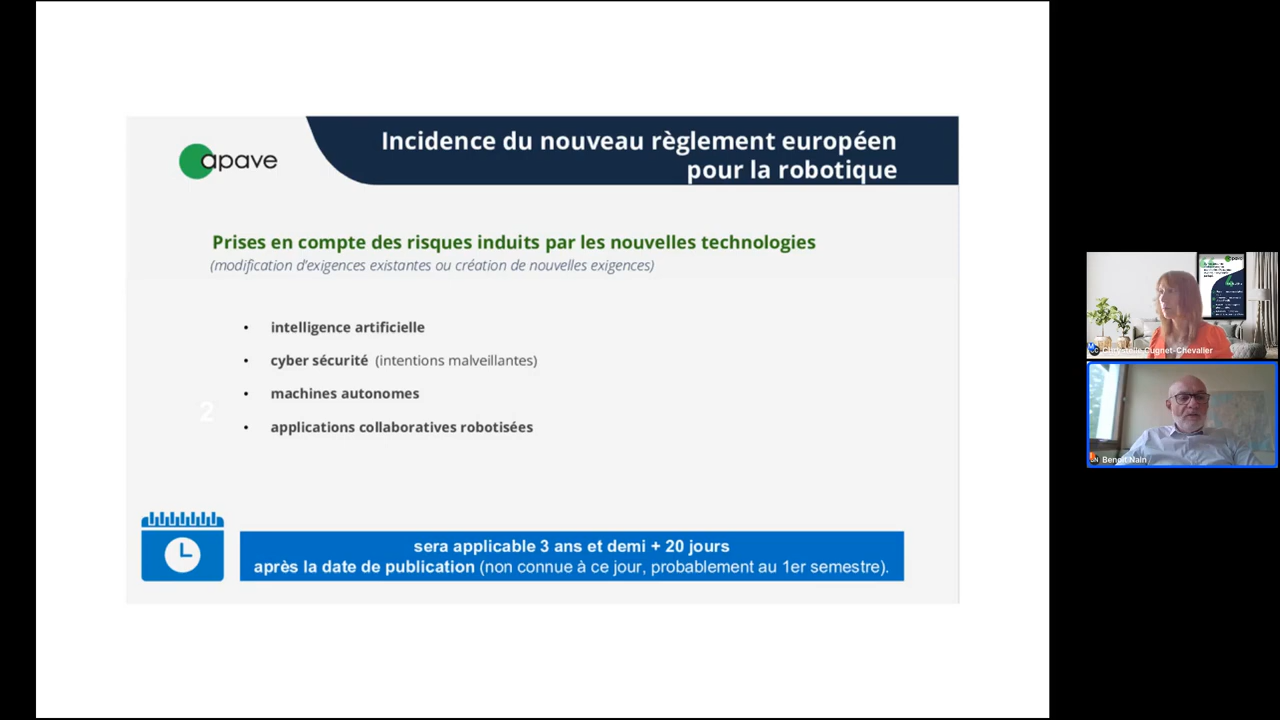 apave
Incidence du nouveau règlement européen
pour la robotique
Prises en compte des risques induits par les nouvelles technologies
(modification d'exigences existantes ou création de nouvelles exigences)
• intelligence artificielle
• cyber sécurité (intentions malveillantes)
• machines autonomes
• applications collaboratives robotisées
2
sera applicable 3 ans et demi + 20 jours
après la date de publication (non connue à ce jour, probablement au 1er semestre).
Cugnet-Chevalier
Benoit Nain